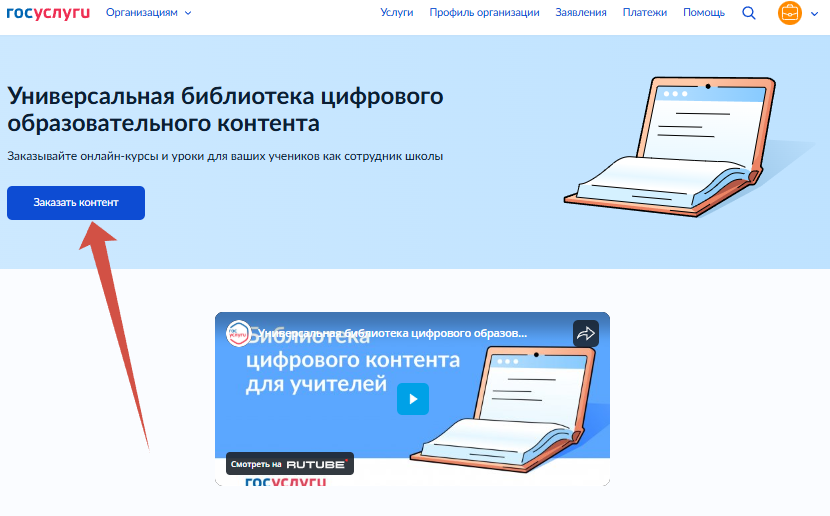 госуслуги Организациям Услуги Профиль организации Заявления Платежи Помощь
Универсальная библиотека цифрового
образовательного контента
Заказывайте онлайн-курсы и уроки для ваших учеников как сотрудник школы
Заказать контент
гос услуги Универсальная библиотека цифрового образов...
Библиотека
цифрового контента
для учителей
Смотреть на RUTUBE
госуслуги